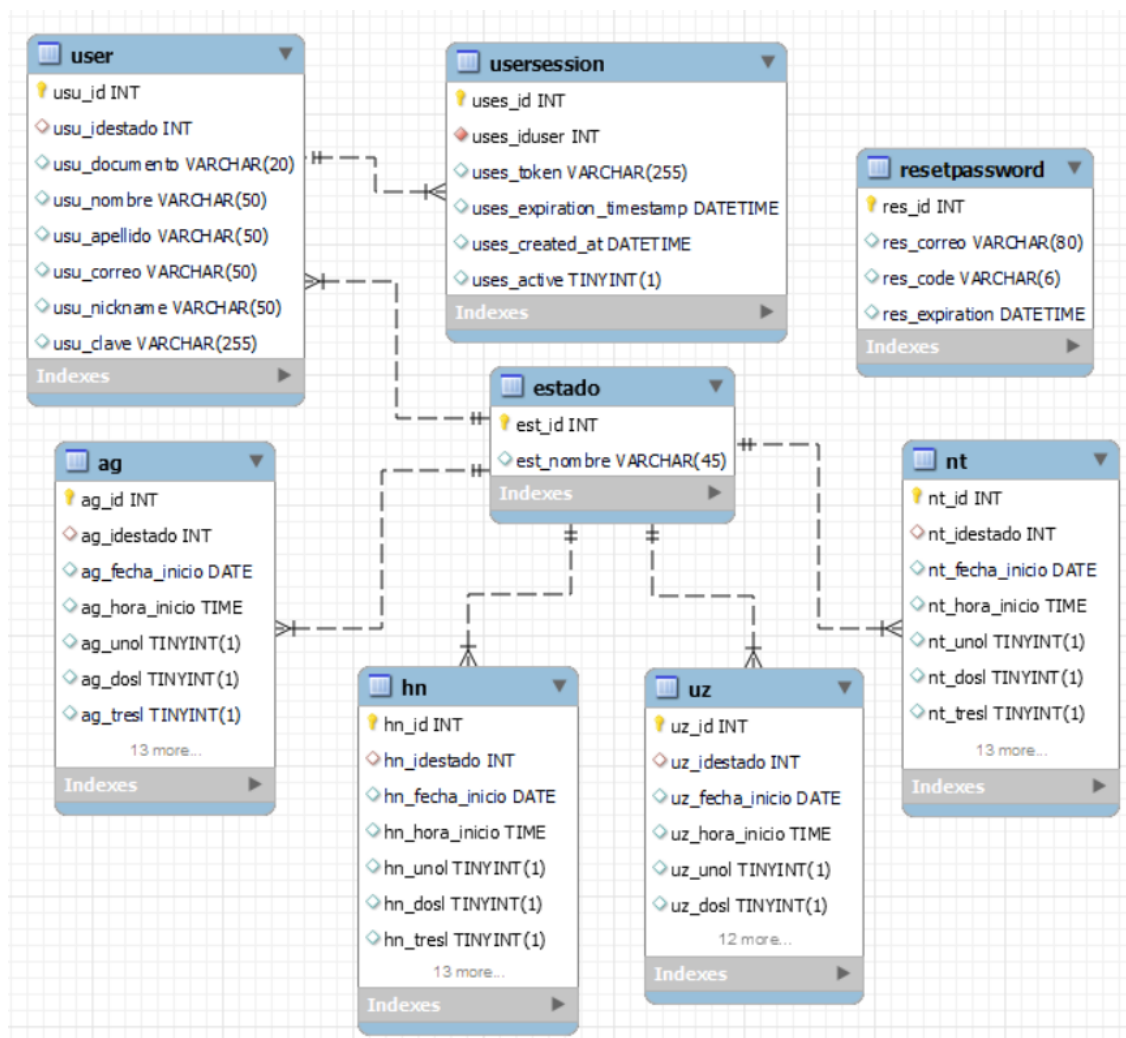 user
usu_id INT
usu_idestado INT
usu_documento VARCHAR(20)
usu_nombre VARCHAR(50)
usu_apellido VARCHAR(50)
usu_correo VARCHAR(50)
usu_nickname VARCHAR(50)
usu_clave VARCHAR(255)
Indexes
usersession
uses_id INT
uses_iduser INT
uses_token VARCHAR(255)
uses_expiration_timestamp DATETIME
uses_created_at DATETIME
uses_active TINYINT(1)
Indexes
resetpassword
res_id INT
res_correo VARCHAR(80)
res_code VARCHAR(6)
res_expiration DATETIME
Indexes
estado
est_id INT
est_nombre VARCHAR(45)
Indexes
ag
ag_id INT
ag_idestado INT
ag_fecha_inicio DATE
ag_hora_inicio TIME
ag_unol TINYINT(1)
ag_dosl TINYINT(1)
ag_tresl TINYINT(1)
13 more...
Indexes
hn
hn_id INT
hn_idestado INT
hn_fecha_inicio DATE
hn_hora_inicio TIME
hn_unol TINYINT(1)
hn_dosl TINYINT(1)
hn_tresl TINYINT(1)
13 more...
Indexes
uz
uz_id INT
uz_idestado INT
uz_fecha_inicio DATE
uz_hora_inicio TIME
uz_unol TINYINT(1)
uz_dosl TINYINT(1)
12 more...
Indexes
nt
nt_id INT
nt_idestado INT
nt_fecha_inicio DATE
nt_hora_inicio TIME
nt_unol TINYINT(1)
nt_dosl TINYINT(1)
nt_tresl TINYINT(1)
13 more...
Indexes